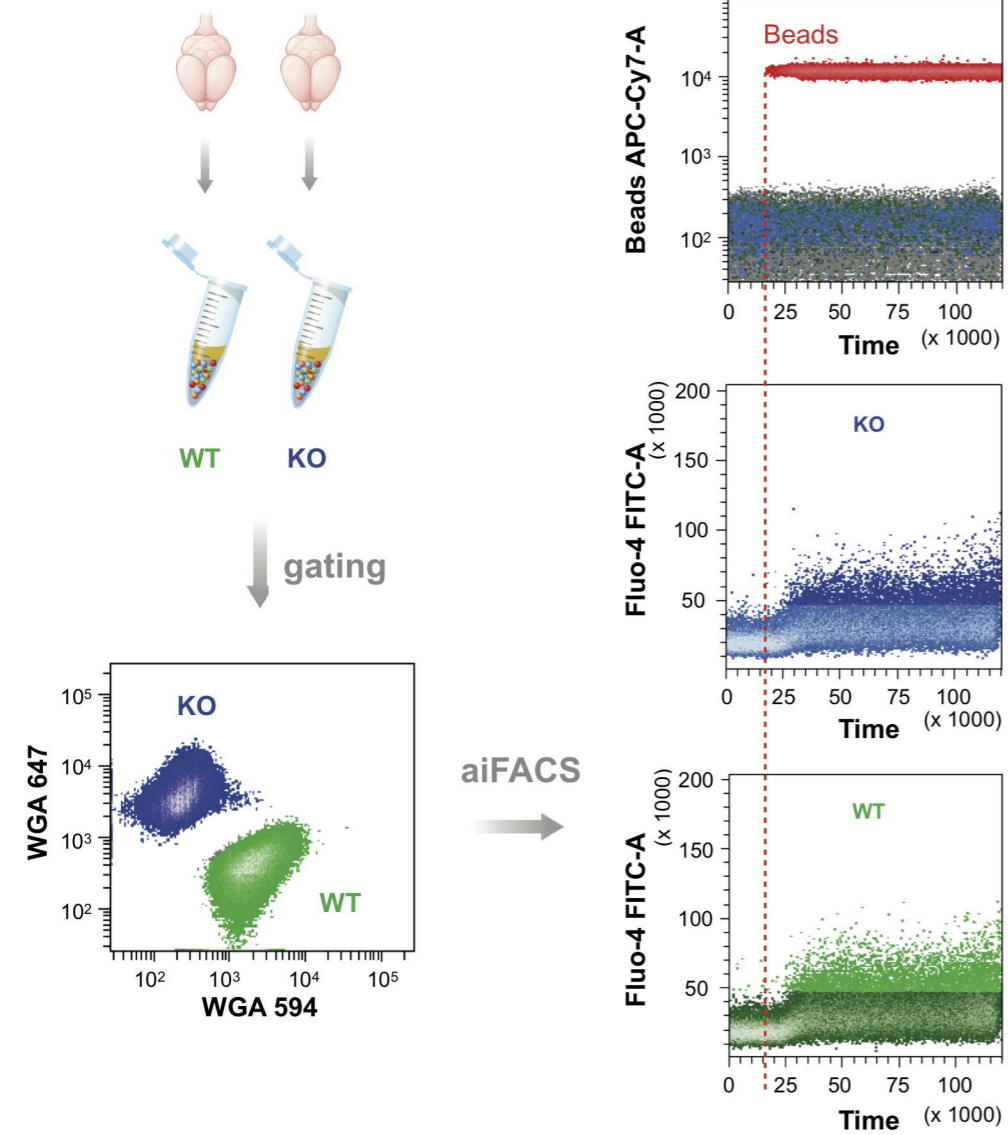 WT
KO
gating
WGA 647
10⁵
10⁴
10³
10²
KO
WT
10² 10³ 10⁴ 10⁵
WGA 594
aiFACS
Beads APC-Cy7-A
Beads
10⁴
10³
10²
0 25 50 75 100
Time (x 1000)
Fluo-4 FITC-A
(x 1000)
200
150
100
50
KO
0 25 50 75 100
Time (x 1000)
Fluo-4 FITC-A
(x 1000)
200
150
100
50
WT
0 25 50 75 100
Time (x 1000)